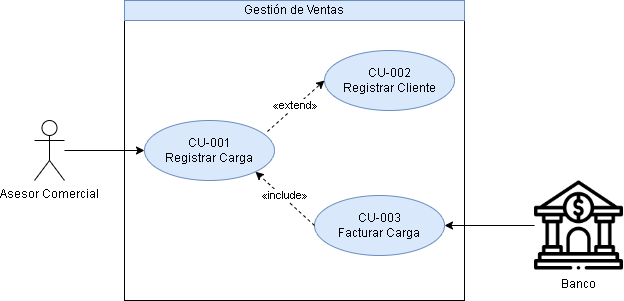 Gestión de Ventas
CU-002
Registrar Cliente
«extend»
CU-001
Registrar Carga
Asesor Comercial
«include»
CU-003
Facturar Carga
$
Banco